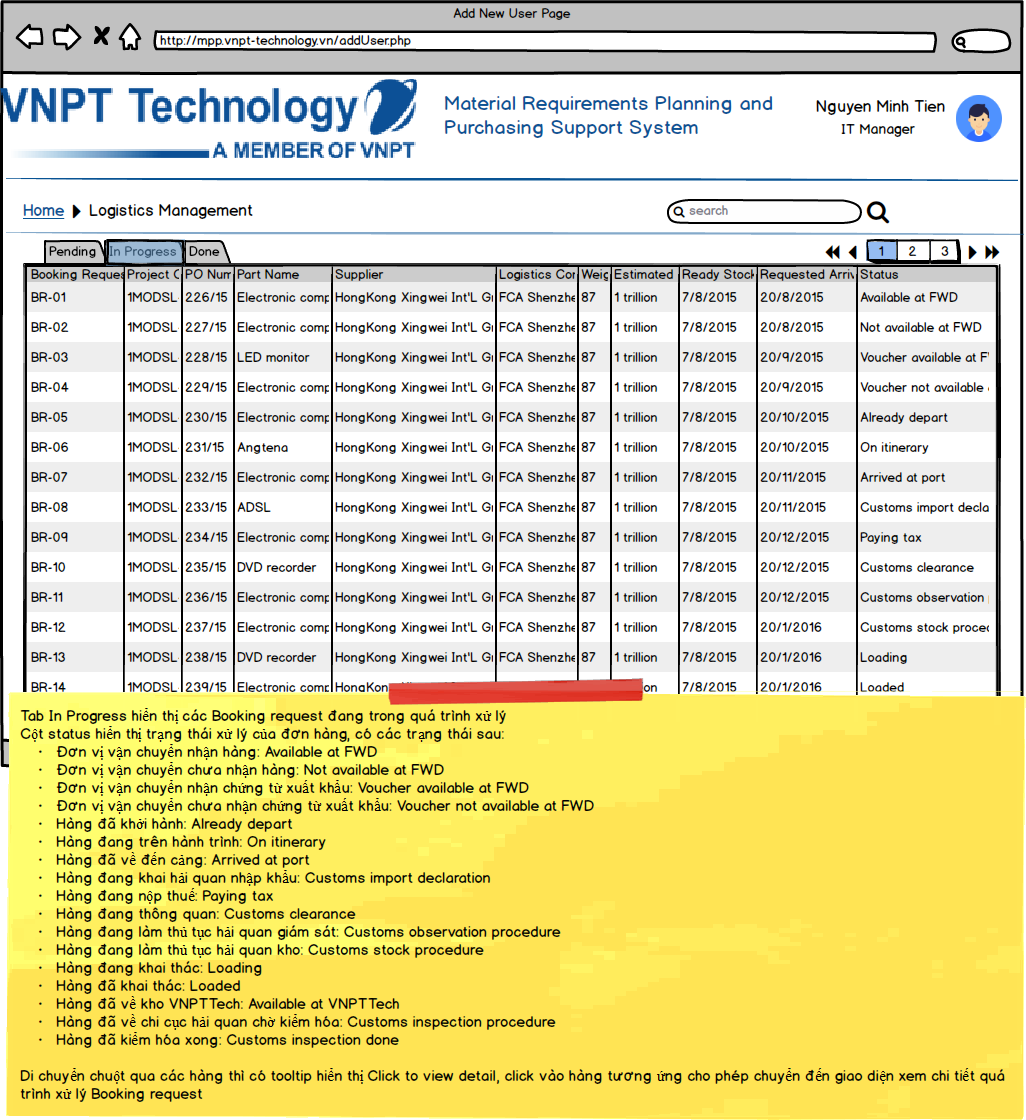 Add New User Page
http://mpp.vnpt-technology.vn/addUser.php
VNPT Technology
A MEMBER OF VNPT
Material Requirements Planning and
Purchasing Support System
Nguyen Minh Tien
IT Manager
Home Logistics Management
search
Pending In Progress Done
1 2 3
Booking Reques Project PO Num Part Name Supplier Logistics Cor Weig Estimated Ready Stock Requested Arriv Status
BR-01 1MODSL 226/15 Electronic comp HongKong Xingwei Int'L Gr FCA Shenzhe 87 1 trillion 7/8/2015 20/8/2015 Available at FWD
BR-02 1MODSL 227/15 Electronic comp HongKong Xingwei Int'L Gr FCA Shenzhe 87 1 trillion 7/8/2015 20/8/2015 Not available at FWD
BR-03 1MODSL 228/15 LED monitor HongKong Xingwei Int'L Gr FCA Shenzhe 87 1 trillion 7/8/2015 20/9/2015 Voucher available at F
BR-04 1MODSL 229/15 Electronic comp HongKong Xingwei Int'L Gr FCA Shenzhe 87 1 trillion 7/8/2015 20/9/2015 Voucher not available
BR-05 1MODSL 230/15 Electronic comp HongKong Xingwei Int'L Gr FCA Shenzhe 87 1 trillion 7/8/2015 20/10/2015 Already depart
BR-06 1MODSL 231/15 Angtena HongKong Xingwei Int'L Gr FCA Shenzhe 87 1 trillion 7/8/2015 20/10/2015 On itinerary
BR-07 1MODSL 232/15 Electronic comp HongKong Xingwei Int'L Gr FCA Shenzhe 87 1 trillion 7/8/2015 20/11/2015 Arrived at port
BR-08 1MODSL 233/15 ADSL HongKong Xingwei Int'L Gr FCA Shenzhe 87 1 trillion 7/8/2015 20/11/2015 Customs import decla
BR-09 1MODSL 234/15 Electronic comp HongKong Xingwei Int'L Gr FCA Shenzhe 87 1 trillion 7/8/2015 20/12/2015 Paying tax
BR-10 1MODSL 235/15 DVD recorder HongKong Xingwei Int'L Gr FCA Shenzhe 87 1 trillion 7/8/2015 20/12/2015 Customs clearance
BR-11 1MODSL 236/15 Electronic comp HongKong Xingwei Int'L Gr FCA Shenzhe 87 1 trillion 7/8/2015 20/12/2015 Customs observation
BR-12 1MODSL 237/15 Electronic comp HongKong Xingwei Int'L Gr FCA Shenzhe 87 1 trillion 7/8/2015 20/1/2016 Customs stock proced
BR-13 1MODSL 238/15 DVD recorder HongKong Xingwei Int'L Gr FCA Shenzhe 87 1 trillion 7/8/2015 20/1/2016 Loading
BR-14 1MODSL 239/15 Electronic comp HongKon 1 trillion 7/8/2015 20/1/2016 Loaded
Tab In Progress hiển thị các Booking request đang trong quá trình xử lý
Cột status hiển thị trạng thái xử lý của đơn hàng, có các trạng thái sau:
· Đơn vị vận chuyển nhận hàng: Available at FWD
· Đơn vị vận chuyển chưa nhận hàng: Not available at FWD
· Đơn vị vận chuyển nhận chứng từ xuất khẩu: Voucher available at FWD
· Đơn vị vận chuyển chưa nhận chứng từ xuất khẩu: Voucher not available at FWD
· Hàng đã khởi hành: Already depart
· Hàng đang trên hành trình: On itinerary
· Hàng đã về đến cảng: Arrived at port
· Hàng đang khai hải quan nhập khẩu: Customs import declaration
· Hàng đang nộp thuế: Paying tax
· Hàng đang thông quan: Customs clearance
· Hàng đang làm thủ tục hải quan giám sát: Customs observation procedure
· Hàng đang làm thủ tục hải quan kho: Customs stock procedure
· Hàng đang khai thác: Loading
· Hàng đã khai thác: Loaded
· Hàng đã về kho VNPTTech: Available at VNPTTech
· Hàng đã về chi cục hải quan chờ kiểm hóa: Customs inspection procedure
· Hàng đã kiểm hóa xong: Customs inspection done
Di chuyển chuột qua các hàng thì có tooltip hiển thị Click to view detail, click vào hàng tương ứng cho phép chuyển đến giao diện xem chi tiết quá
trình xử lý Booking request